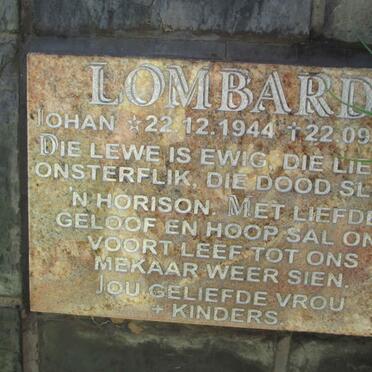 LOMBARD
JOHAN ☆ 22.12.1944 † 22.09
DIE LEWE IS EWIG, DIE LIE
ONSTERFLIK, DIE DOOD SL
'N HORISON. MET LIEFDE
GELOOF EN HOOP SAL ON
VOORT LEEF TOT ONS
MEKAAR WEER SIEN.
JOU GELIEFDE VROU
+ KINDERS